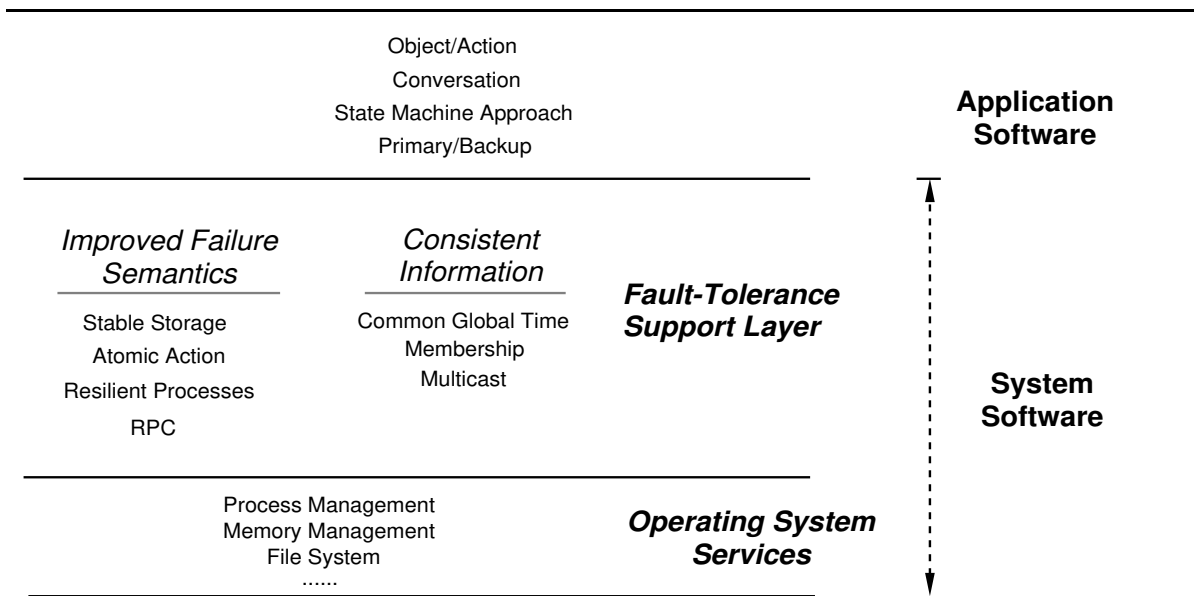 Object/Action
Conversation
State Machine Approach
Primary/Backup
Application
Software
Improved Failure
Semantics
Stable Storage
Atomic Action
Resilient Processes
RPC
Consistent
Information
Common Global Time
Membership
Multicast
Fault-Tolerance
Support Layer
System
Software
Process Management
Memory Management
File System
......
Operating System
Services